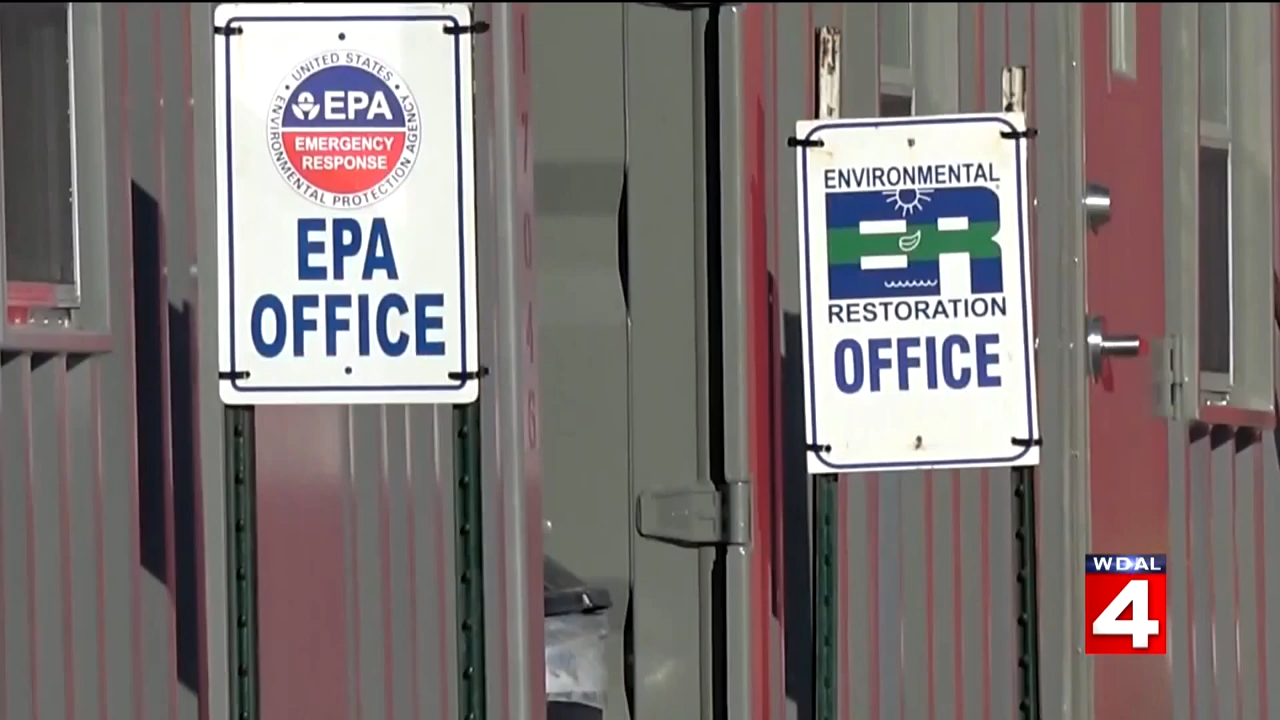 UNITED STATES
EPA
EMERGENCY
RESPONSE
ENVIRONMENTAL PROTECTION AGENCY
EPA
OFFICE
ENVIRONMENTAL
ER
RESTORATION
OFFICE
WDAL
4